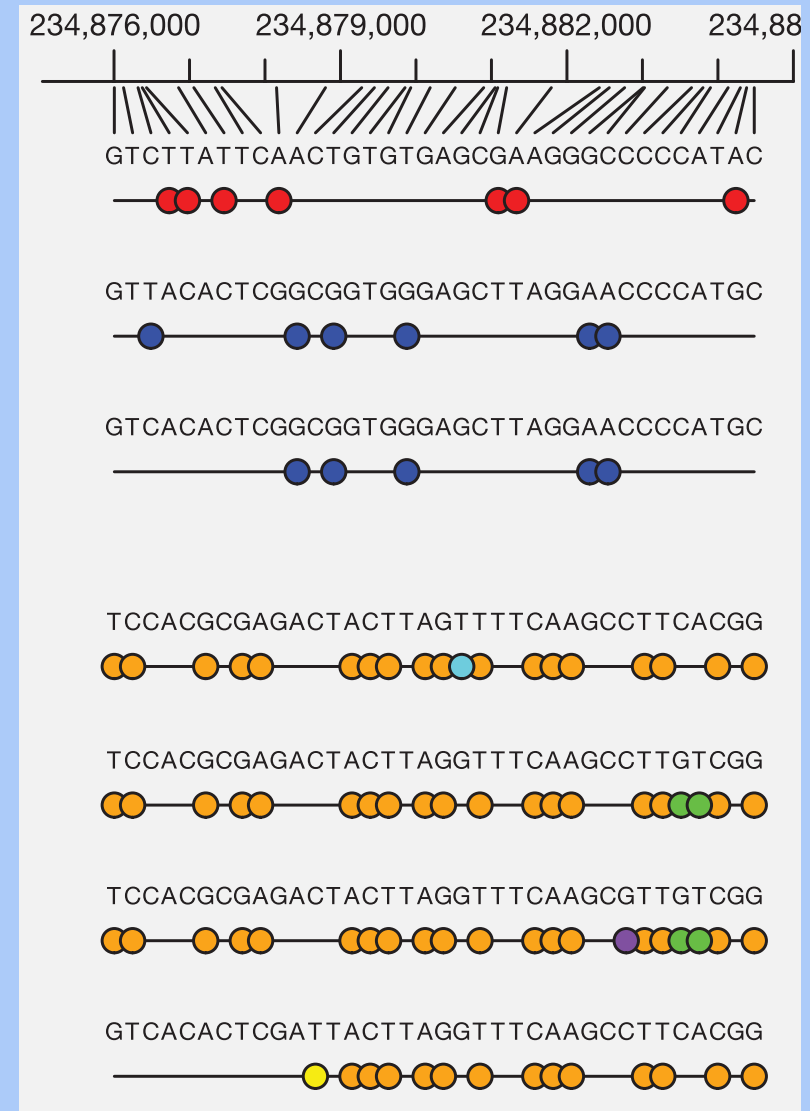 234,876,000 234,879,000 234,882,000 234,88
GTCTTATTCAACTGTGTGAGCGAAGGGCCCCCATAC
GTTACACTCGGCGGTGGGAGCTTAGGAACCCCATGC
GTCACACTCGGCGGTGGGAGCTTAGGAACCCCATGC
TCCACGCGAGACTACTTAGTTTTCAAGCCTTCACGG
TCCACGCGAGACTACTTAGGTTTCAAGCCTTGTCGG
TCCACGCGAGACTACTTAGGTTTCAAGCGTTGTCGG
GTCACACTCGATTACTTAGGTTTCAAGCCTTCACGG